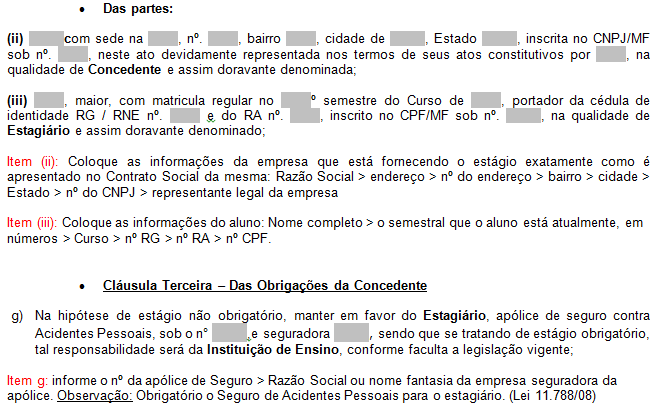 • Das partes:
(ii) com sede na , nº. , bairro , cidade de , Estado , inscrita no CNPJ/MF
sob nº. , neste ato devidamente representada nos termos de seus atos constitutivos por , na
qualidade de Concedente e assim doravante denominada;
(iii) , maior, com matricula regular no º semestre do Curso de , portador da cédula de
identidade RG / RNE nº. e do RA nº. , inscrito no CPF/MF sob nº. , na qualidade de
Estagiário e assim doravante denominado;
Item (ii): Coloque as informações da empresa que está fornecendo o estágio exatamente como é
apresentado no Contrato Social da mesma: Razão Social > endereço > nº do endereço > bairro > cidade >
Estado > nº do CNPJ > representante legal da empresa
Item (iii): Coloque as informações do aluno: Nome completo > o semestral que o aluno está atualmente, em
números > Curso > nº RG > nº RA > nº CPF.
• Cláusula Terceira – Das Obrigações da Concedente
g) Na hipótese de estágio não obrigatório, manter em favor do Estagiário, apólice de seguro contra
Acidentes Pessoais, sob o n° e seguradora , sendo que se tratando de estágio obrigatório,
tal responsabilidade será da Instituição de Ensino, conforme faculta a legislação vigente;
Item g: informe o nº da apólice de Seguro > Razão Social ou nome fantasia da empresa seguradora da
apólice. Observação: Obrigatório o Seguro de Acidentes Pessoais para o estagiário. (Lei 11.788/08)